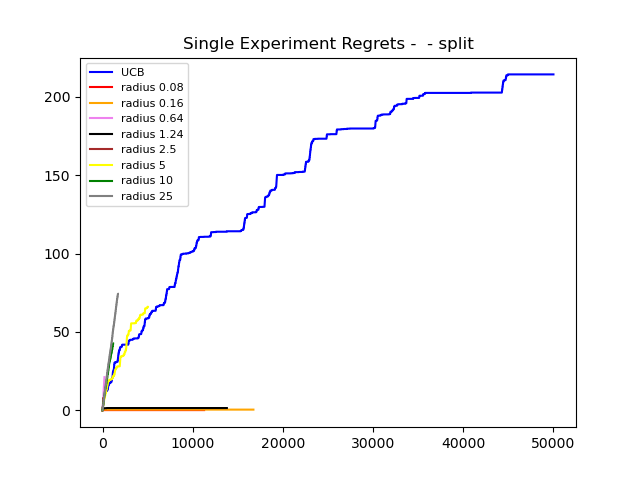 Single Experiment Regrets -  - split
UCB
radius 0.08
radius 0.16
radius 0.64
radius 1.24
radius 2.5
radius 5
radius 10
radius 25
200
150
100
50
0
0 10000 20000 30000 40000 50000